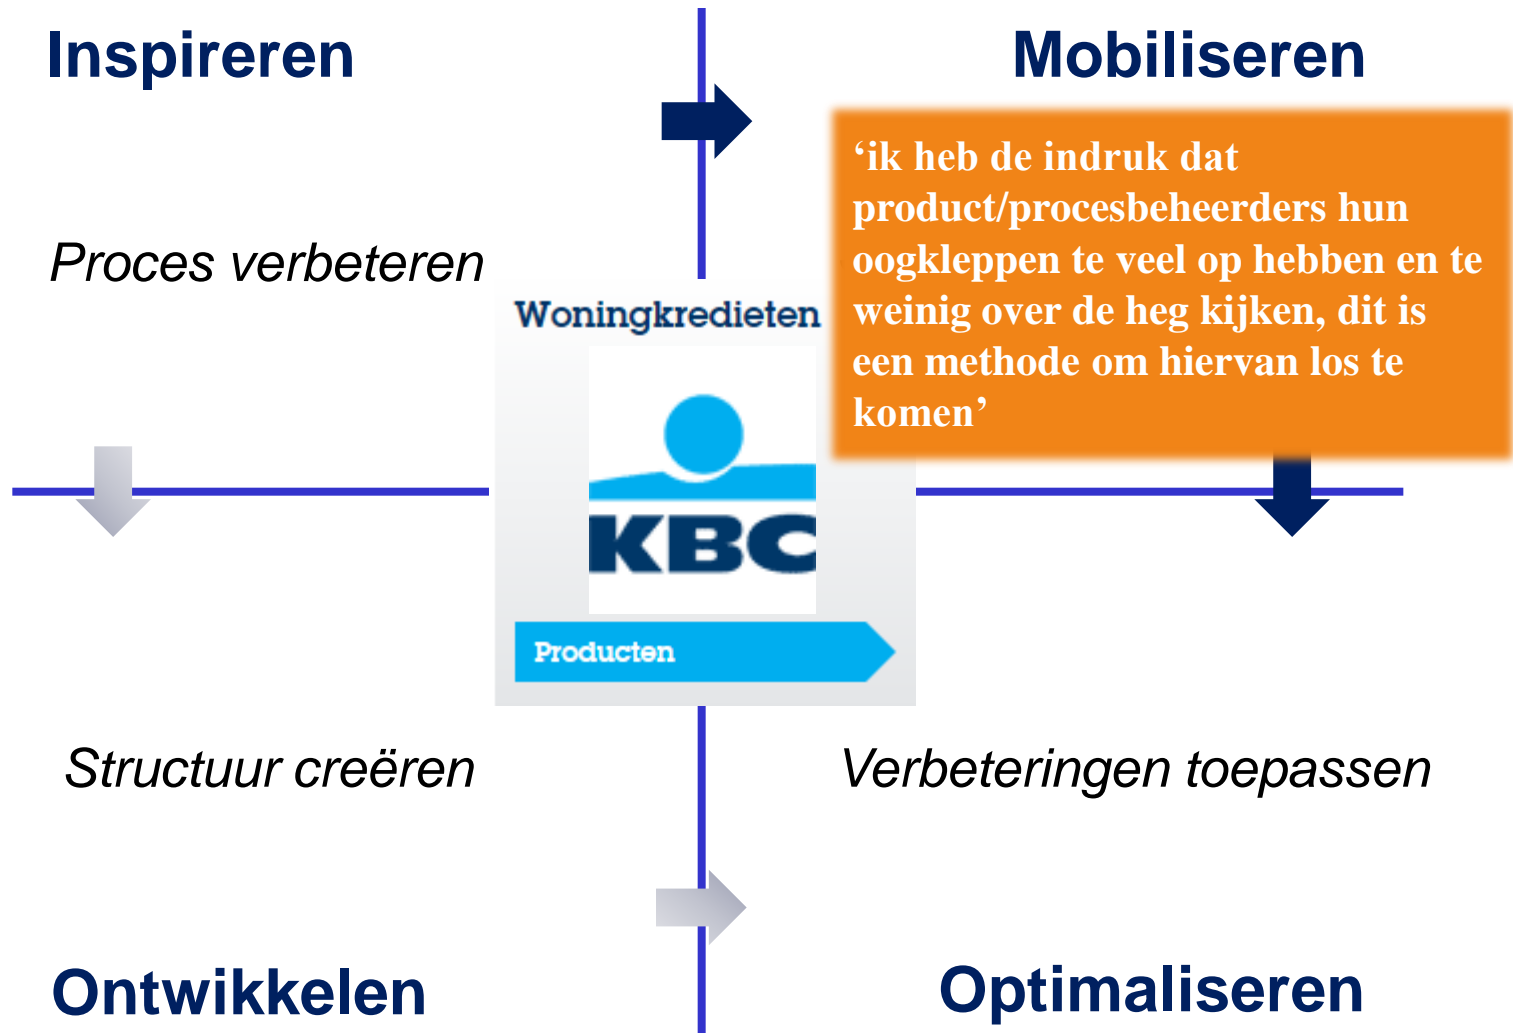 Inspireren
Mobiliseren
‘ik heb de indruk dat
product/procesbeheerders hun
oogkleppen te veel op hebben en te
weinig over de heg kijken, dit is
een methode om hiervan los te
komen’
Proces verbeteren
Woningkredieten
KBC
Producten
Structuur creëren
Verbeteringen toepassen
Ontwikkelen
Optimaliseren